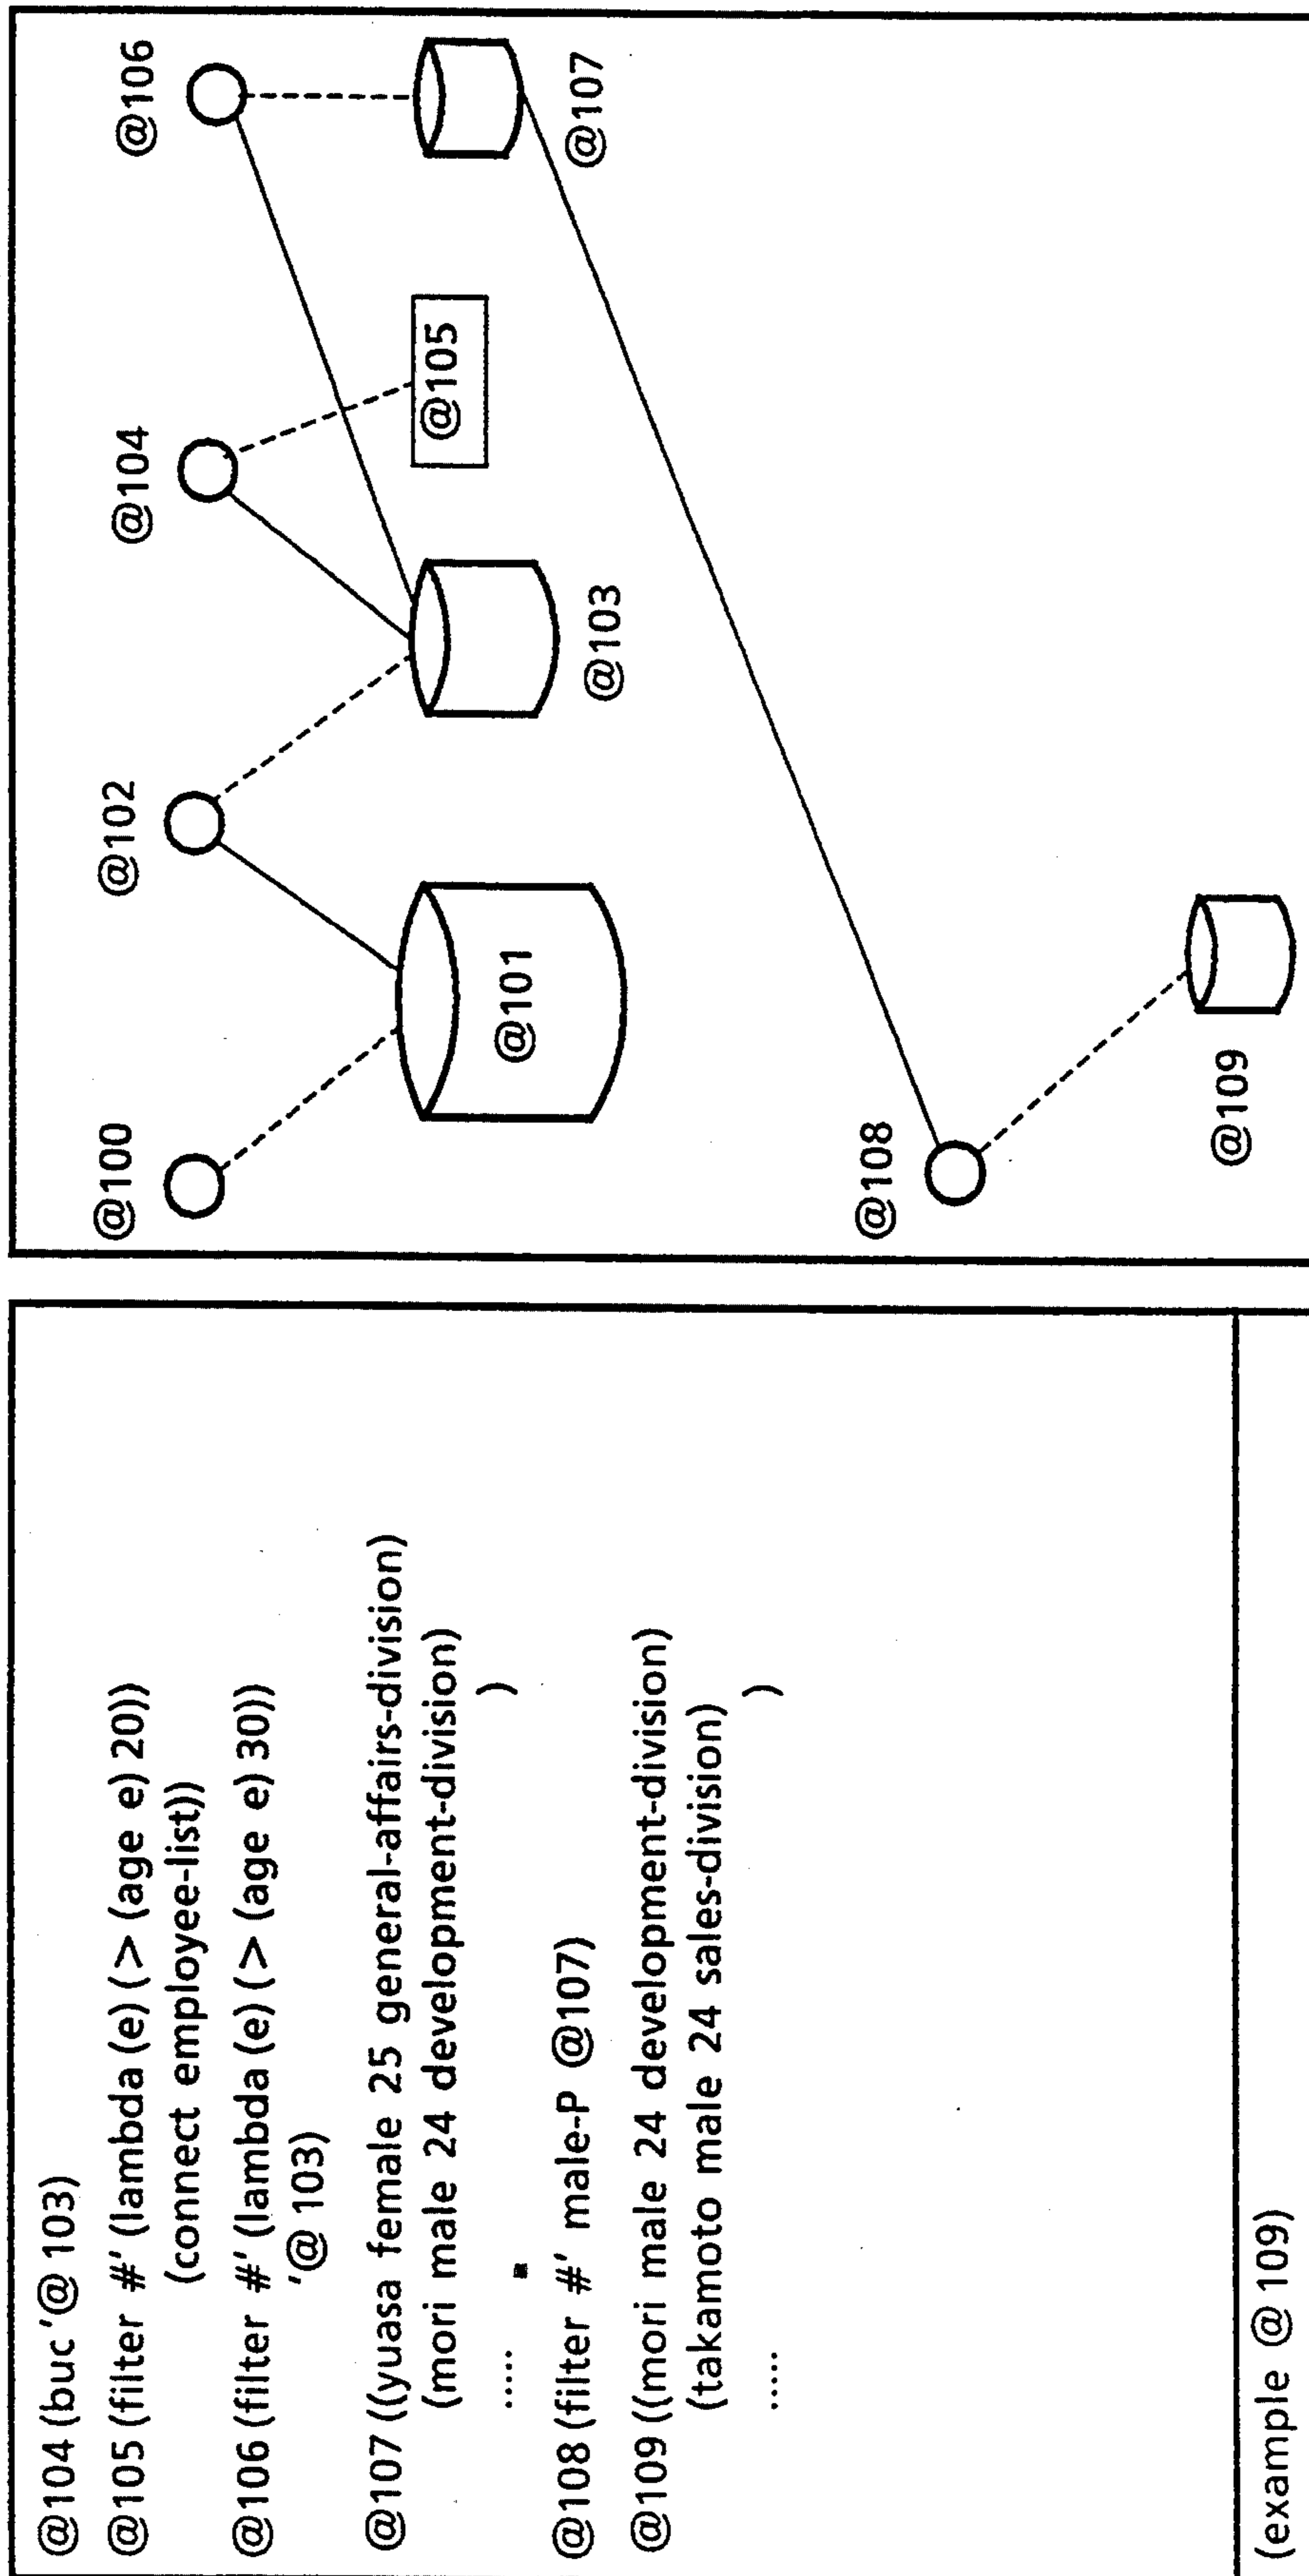 @104 (buc '@ 103)
@105 (filter #' (lambda (e) (> (age e) 20))
(connect employee-list))
@106 (filter #' (lambda (e) (> (age e) 30))
'@ 103)
@107 ((yuasa female 25 general-affairs-division)
(mori male 24 development-division)
..... )
@108 (filter #' male-P @107)
@109 ((mori male 24 development-division)
(takamoto male 24 sales-division)
..... )
(example @ 109)
@100
@102
@104
@106
@101
@105
@103
@107
@108
@109